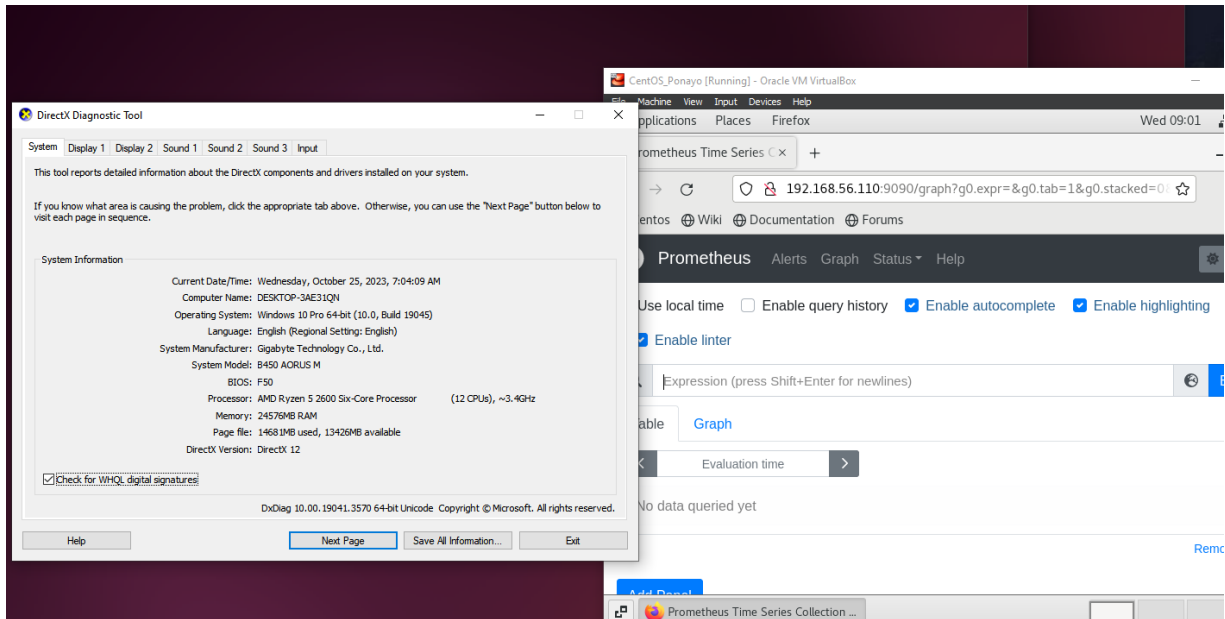 CentOS_Ponayo [Running] - Oracle VM VirtualBox
File Machine View Input Devices Help
pplications Places Firefox Wed 09:01
rometheus Time Series C
192.168.56.110:9090/graph?g0.expr=&g0.tab=1&g0.stacked=0
entos Wiki Documentation Forums
Prometheus Alerts Graph Status Help
Use local time Enable query history Enable autocomplete Enable highlighting
Enable linter
Expression (press Shift+Enter for newlines)
able Graph
Evaluation time
No data queried yet
Remo
Add Panel
Prometheus Time Series Collection ...
DirectX Diagnostic Tool
System Display 1 Display 2 Sound 1 Sound 2 Sound 3 Input
This tool reports detailed information about the DirectX components and drivers installed on your system.
If you know what area is causing the problem, click the appropriate tab above. Otherwise, you can use the "Next Page" button below to
visit each page in sequence.
System Information
Current Date/Time: Wednesday, October 25, 2023, 7:04:09 AM
Computer Name: DESKTOP-3AE31QN
Operating System: Windows 10 Pro 64-bit (10.0, Build 19045)
Language: English (Regional Setting: English)
System Manufacturer: Gigabyte Technology Co., Ltd.
System Model: B450 AORUS M
BIOS: F50
Processor: AMD Ryzen 5 2600 Six-Core Processor (12 CPUs), ~3.4GHz
Memory: 24576MB RAM
Page file: 14681MB used, 13426MB available
DirectX Version: DirectX 12
Check for WHQL digital signatures
DxDiag 10.00.19041.3570 64-bit Unicode Copyright © Microsoft. All rights reserved.
Help Next Page Save All Information... Exit